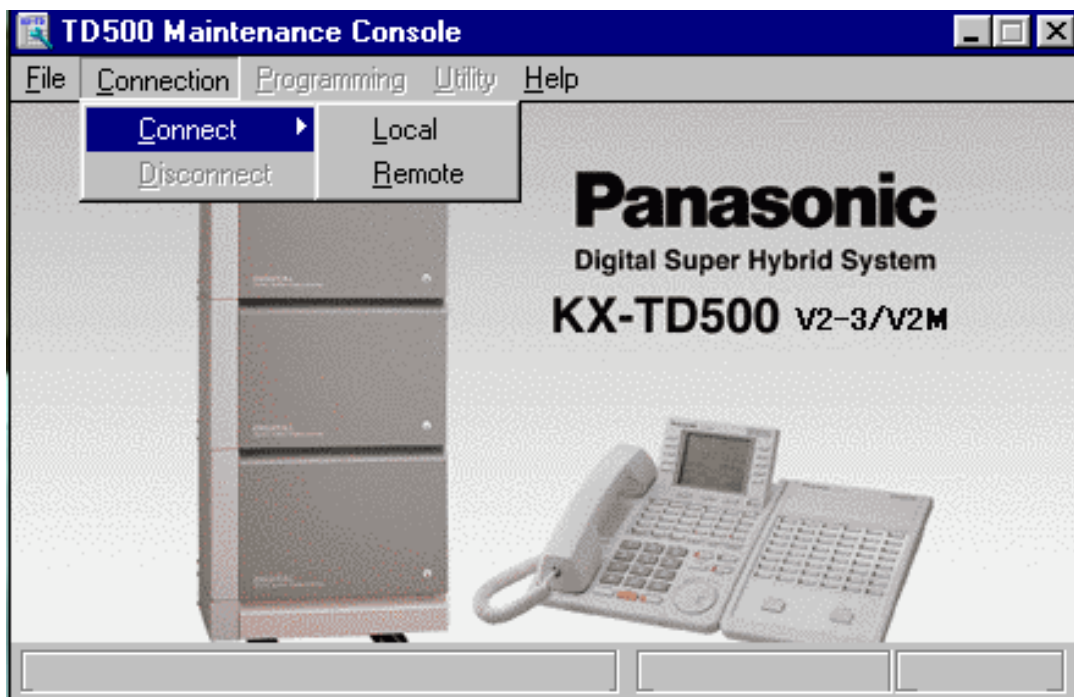 TD500 Maintenance Console
File Connection Programming Utility Help
Connect Local
Disconnect Remote
Panasonic
Digital Super Hybrid System
KX-TD500 V2-3/V2M